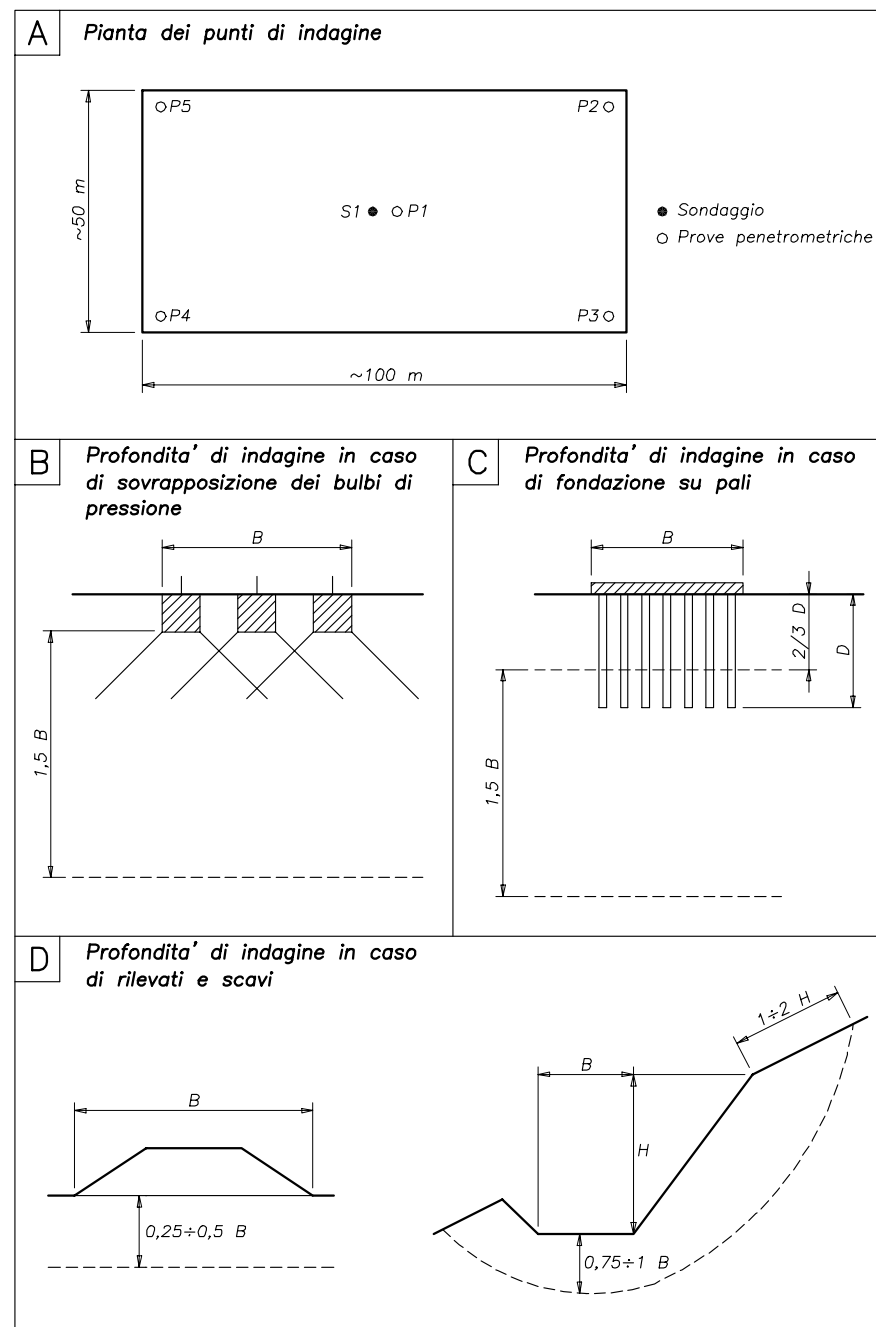 A
Pianta dei punti di indagine
P5
P2
~50 m
S1
P1
Sondaggio
Prove penetrometriche
P4
P3
~100 m
B
Profondita' di indagine in caso
di sovrapposizione dei bulbi di
pressione
B
1,5 B
C
Profondita' di indagine in caso
di fondazione su pali
B
2/3 D
D
1,5 B
D
Profondita' di indagine in caso
di rilevati e scavi
B
0,25÷0,5 B
1÷2 H
B
H
0,75÷1 B